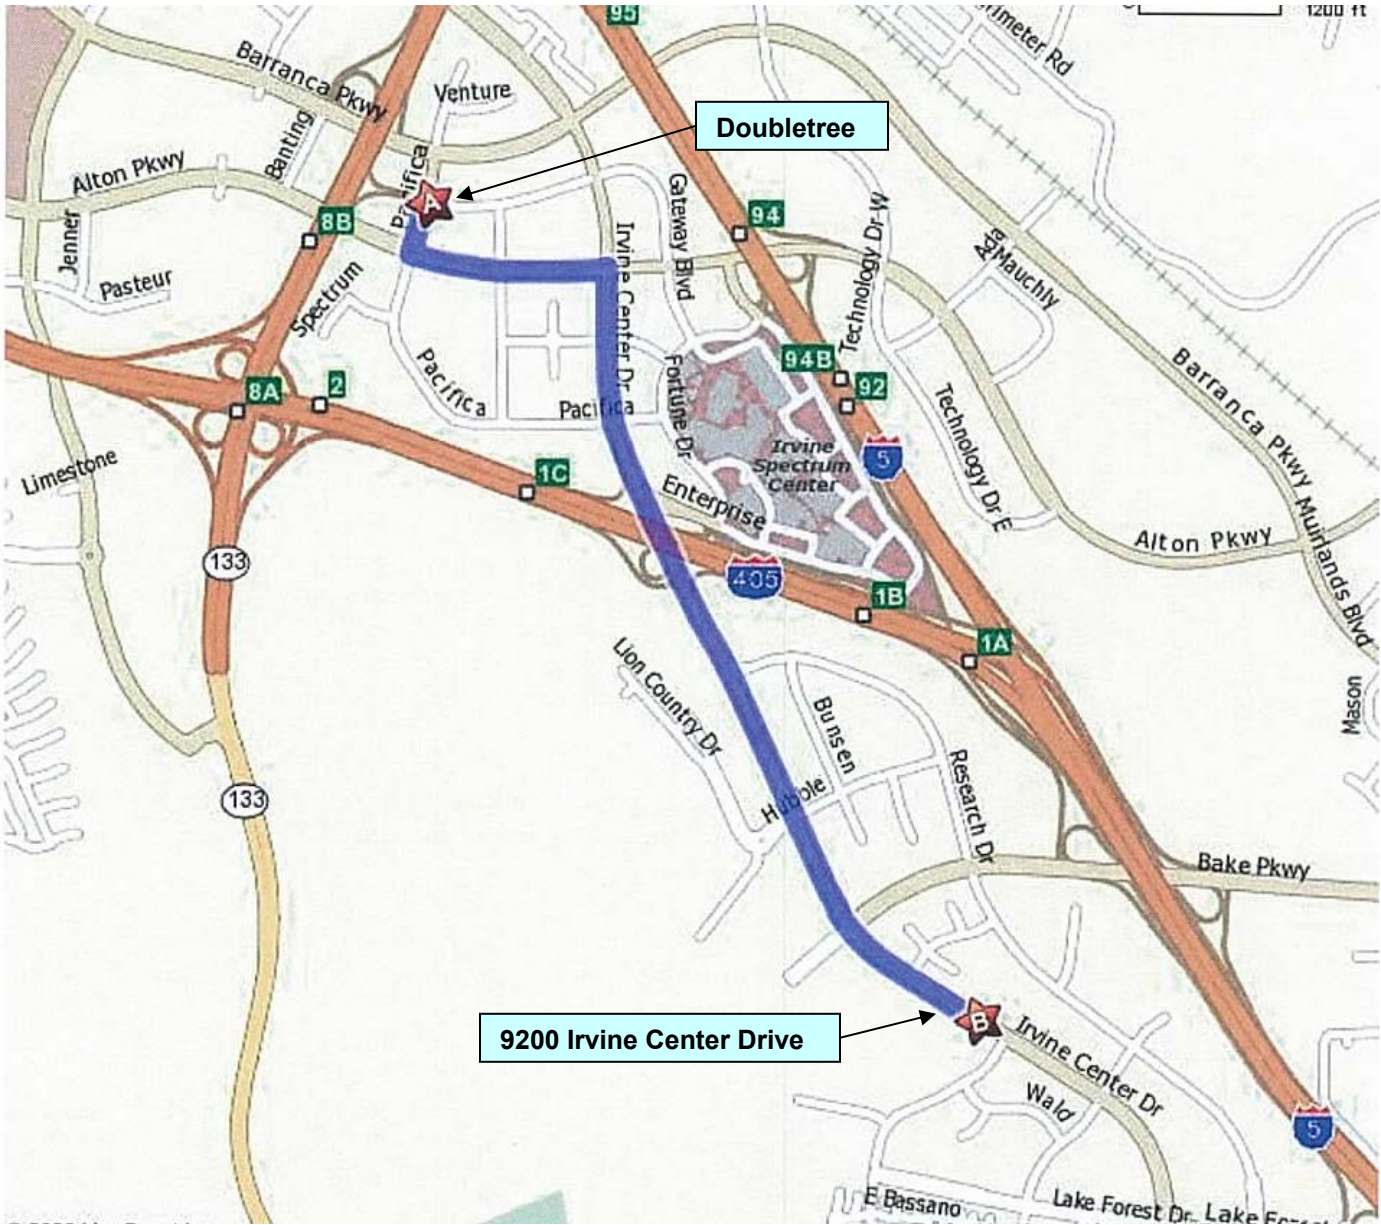 95
1200 ft
Barranca Pkwy
Venture
Doubletree
Banting
Alton Pkwy
Pacifica
A
Gateway Blvd
94
Technology Dr W
8B
Jenner
Ada
Mauchly
Pasteur
Irvine Center Dr
Spectrum
94B
92
Fortune Dr
8A
2
Pacifica
Pacifica
Barranca Pkwy
Technology Dr E
Irvine
Spectrum
Center
5
Limestone
1C
Enterprise
Alton Pkwy
Muirlands Blvd
133
405
1B
1A
Lion Country Dr
Bunsen
Mason
Research Dr
133
Hubble
Bake Pkwy
9200 Irvine Center Drive
B
Irvine Center Dr
Wald
5
E Bassano
Lake Forest Dr
Lake